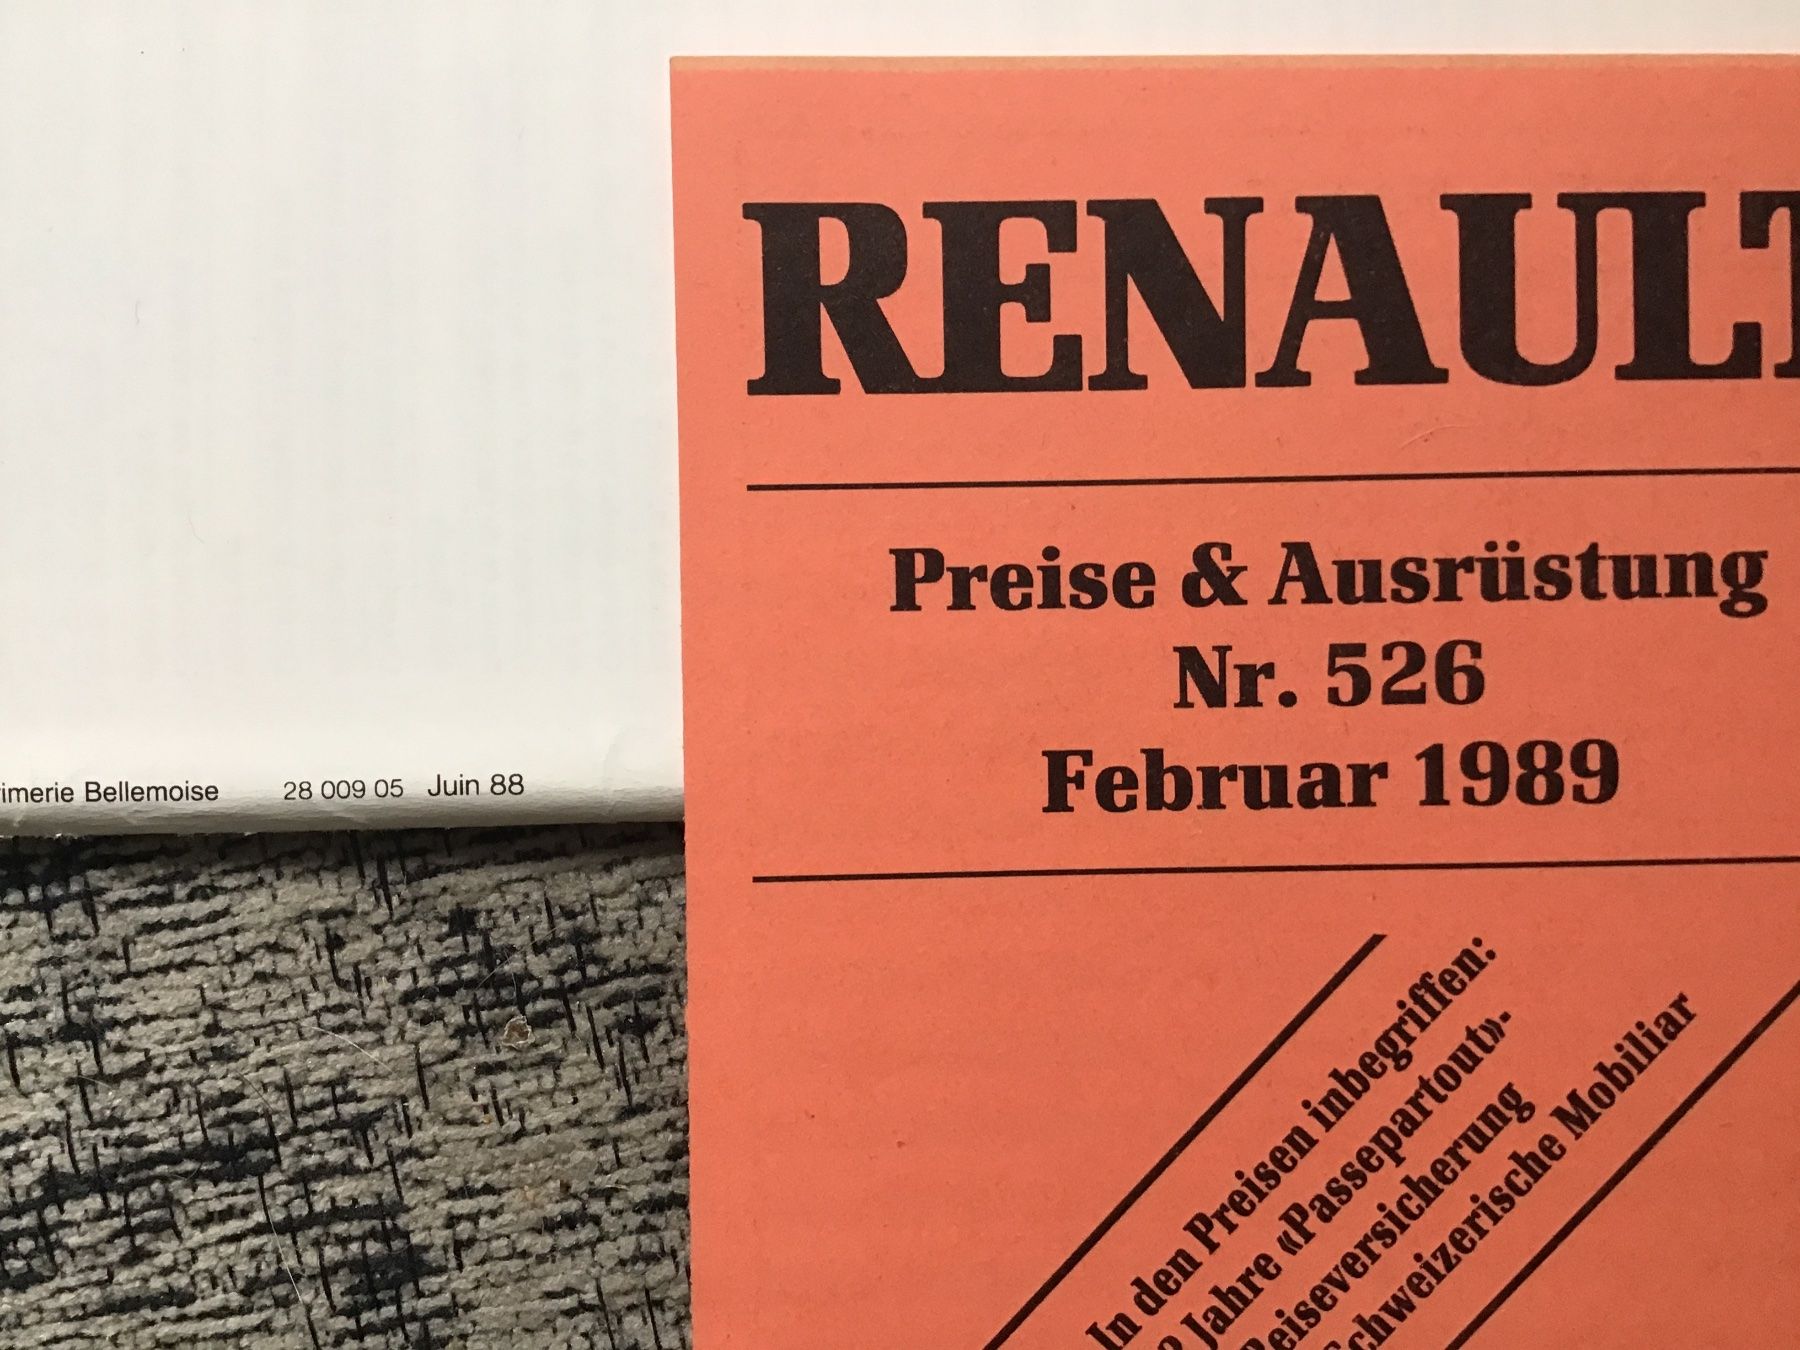 RENAULT
Preise & Ausrüstung
Nr. 526
Februar 1989
In den Preisen inbegriffen:
Jahre «Passepartout»-
Reiseversicherung
Schweizerische Mobiliar
Bellemoise 28 009 05 Juin 88